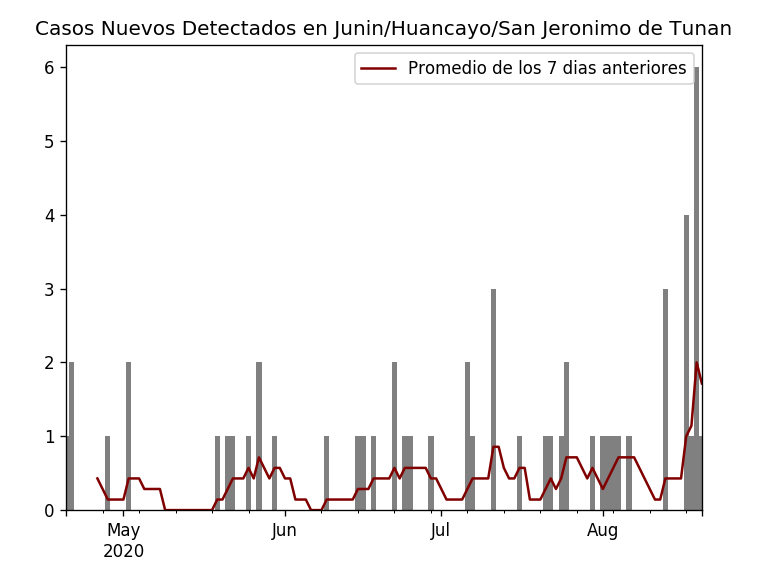 Casos Nuevos Detectados en Junin/Huancayo/San Jeronimo de Tunan
Promedio de los 7 dias anteriores
6
5
4
3
2
1
0
May Jun Jul Aug
2020